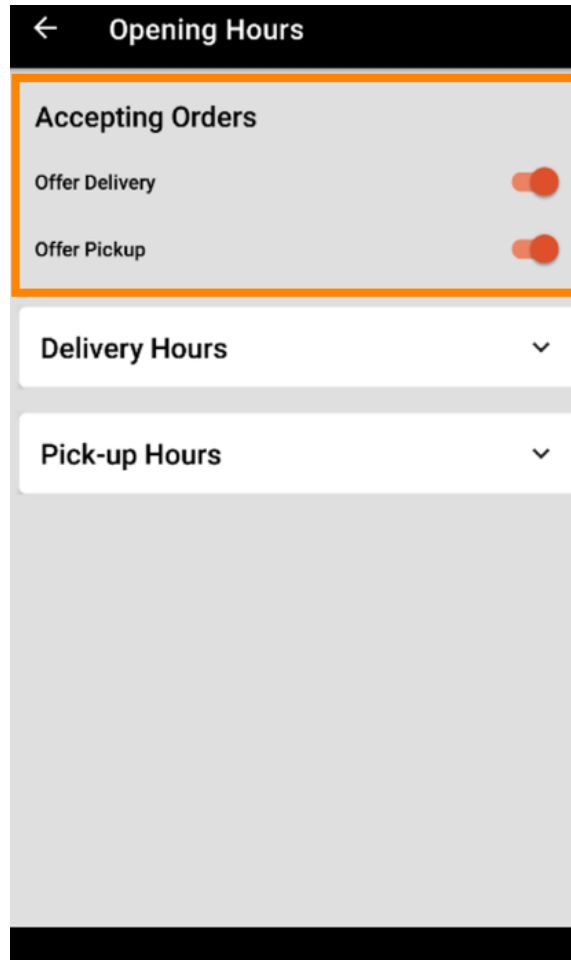 Opening Hours
Accepting Orders
Offer Delivery
Offer Pickup
Delivery Hours
Pick-up Hours